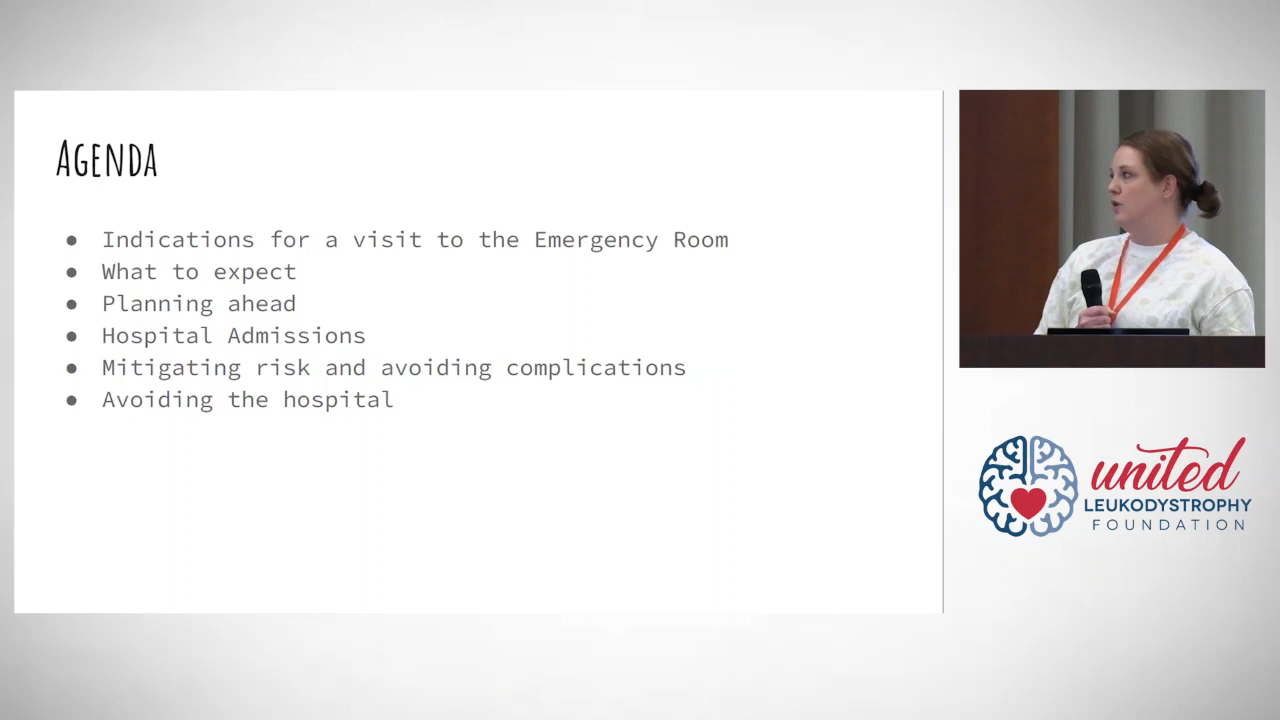 Agenda
● Indications for a visit to the Emergency Room
● What to expect
● Planning ahead
● Hospital Admissions
● Mitigating risk and avoiding complications
● Avoiding the hospital
united
LEUKODYSTROPHY
FOUNDATION